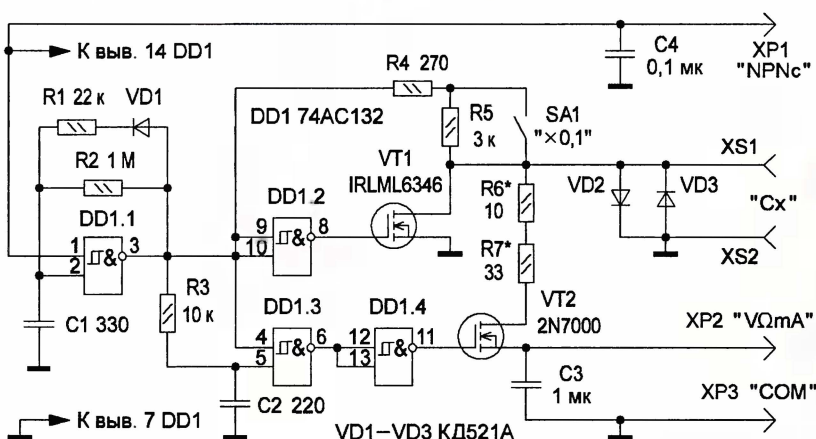 К выв. 14 DD1
R4 270
C4
0,1 мк
XP1
"NPNc"
R1 22 к
VD1
DD1 74AC132
R5
3 к
SA1
"×0,1"
R2 1 М
VT1
IRLML6346
XS1
DD1.1
DD1.2
R6*
10
VD2
VD3
"Cx"
1
2
&
3
9
10
&
8
R7*
33
XS2
R3
10 к
DD1.3
DD1.4
VT2
2N7000
C1 330
4
5
&
6
12
13
&
11
XP2 "VΩmA"
C3
1 мк
XP3 "COM"
К выв. 7 DD1
C2 220
VD1–VD3 КД521А